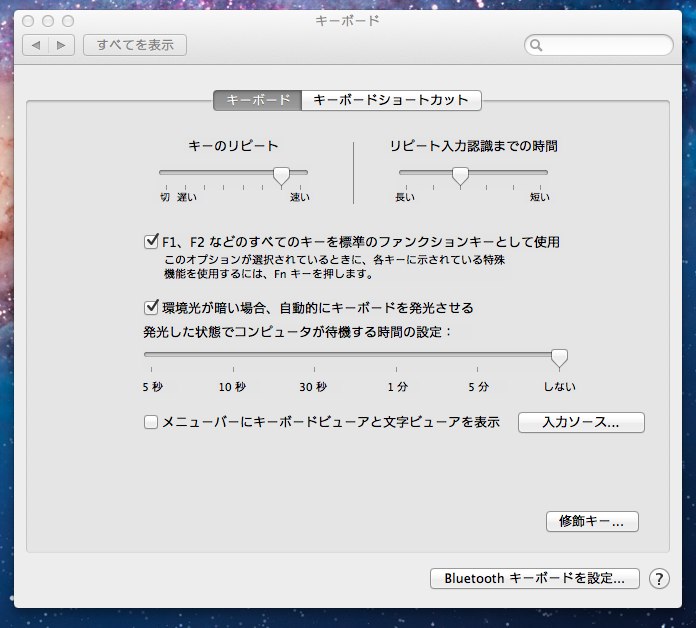 キーボード
すべてを表示
キーボード
キーボードショートカット
キーのリピート
リピート入力認識までの時間
切 遅い 速い
長い 短い
F1、F2 などのすべてのキーを標準のファンクションキーとして使用
このオプションが選択されているときに、各キーに示されている特殊
機能を使用するには、Fn キーを押します。
環境光が暗い場合、自動的にキーボードを発光させる
発光した状態でコンピュータが待機する時間の設定：
5 秒 10 秒 30 秒 1 分 5 分 しない
メニューバーにキーボードビューアと文字ビューアを表示
入力ソース...
修飾キー...
Bluetooth キーボードを設定...
?